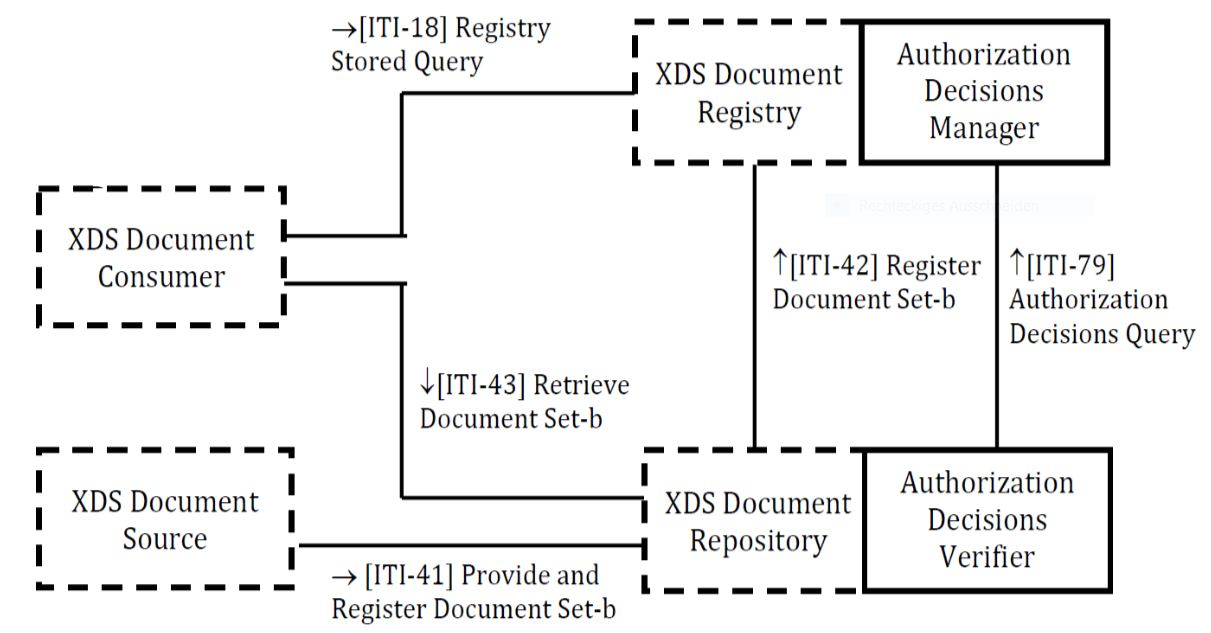 →[ITI-18] Registry
Stored Query
XDS Document
Registry
Authorization
Decisions
Manager
Rechteckiges Ausschneiden
XDS Document
Consumer
↑[ITI-42] Register
Document Set-b
↑[ITI-79]
Authorization
Decisions Query
↓[ITI-43] Retrieve
Document Set-b
XDS Document
Source
XDS Document
Repository
Authorization
Decisions
Verifier
→ [ITI-41] Provide and
Register Document Set-b